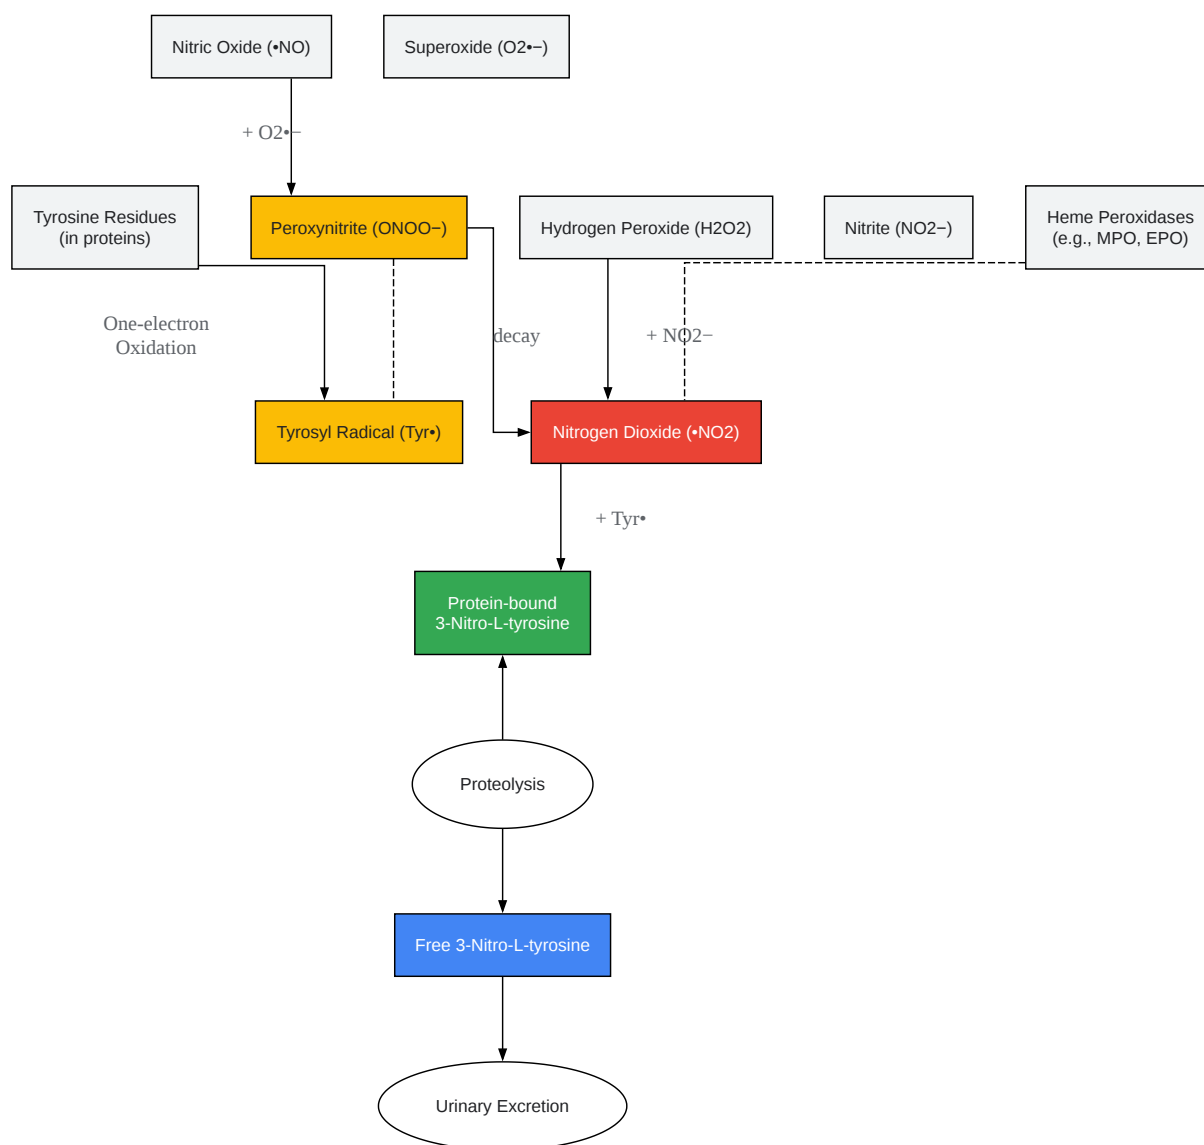 Nitric Oxide (•NO)
Superoxide (O2•−)
+ O2•−
Tyrosine Residues
(in proteins)
Peroxynitrite (ONOO−)
Hydrogen Peroxide (H2O2)
Nitrite (NO2−)
Heme Peroxidases
(e.g., MPO, EPO)
One-electron
Oxidation
decay
+ NO2−
Tyrosyl Radical (Tyr•)
Nitrogen Dioxide (•NO2)
+ Tyr•
Protein-bound
3-Nitro-L-tyrosine
Proteolysis
Free 3-Nitro-L-tyrosine
Urinary Excretion